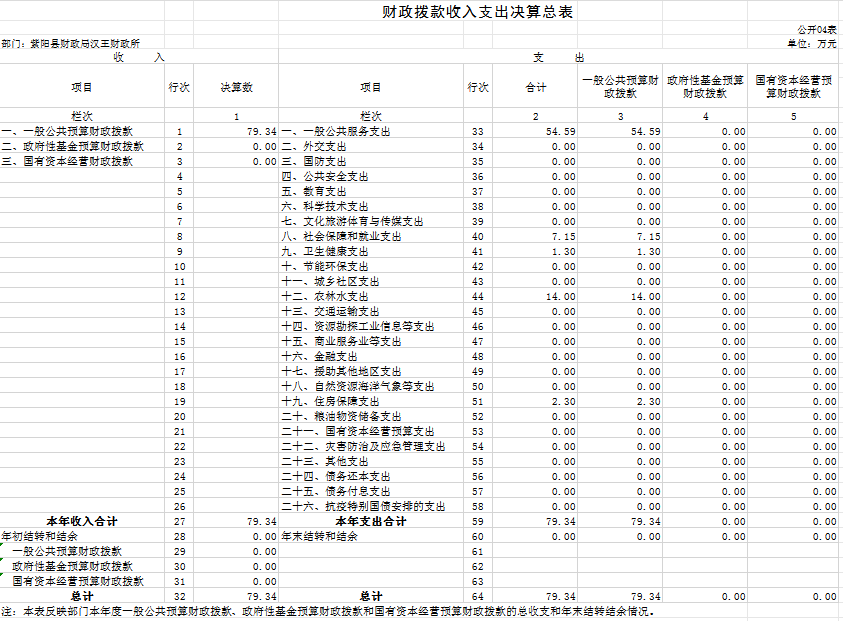 财政拨款收入支出决算总表
公开04表
部门：紫阳县财政局汉王财政所 单位：万元
收 入 支 出
项目 行次 决算数 项目 行次 合计 一般公共预算财政拨款 政府性基金预算财政拨款 国有资本经营预算财政拨款
栏次 1 栏次 2 3 4 5
一、一般公共预算财政拨款 1 79.34 一、一般公共服务支出 33 54.59 54.59 0.00 0.00
二、政府性基金预算财政拨款 2 0.00 二、外交支出 34 0.00 0.00 0.00 0.00
三、国有资本经营财政拨款 3 0.00 三、国防支出 35 0.00 0.00 0.00 0.00
4 四、公共安全支出 36 0.00 0.00 0.00 0.00
5 五、教育支出 37 0.00 0.00 0.00 0.00
6 六、科学技术支出 38 0.00 0.00 0.00 0.00
7 七、文化旅游体育与传媒支出 39 0.00 0.00 0.00 0.00
8 八、社会保障和就业支出 40 7.15 7.15 0.00 0.00
9 九、卫生健康支出 41 1.30 1.30 0.00 0.00
10 十、节能环保支出 42 0.00 0.00 0.00 0.00
11 十一、城乡社区支出 43 0.00 0.00 0.00 0.00
12 十二、农林水支出 44 14.00 14.00 0.00 0.00
13 十三、交通运输支出 45 0.00 0.00 0.00 0.00
14 十四、资源勘探工业信息等支出 46 0.00 0.00 0.00 0.00
15 十五、商业服务业等支出 47 0.00 0.00 0.00 0.00
16 十六、金融支出 48 0.00 0.00 0.00 0.00
17 十七、援助其他地区支出 49 0.00 0.00 0.00 0.00
18 十八、自然资源海洋气象等支出 50 0.00 0.00 0.00 0.00
19 十九、住房保障支出 51 2.30 2.30 0.00 0.00
20 二十、粮油物资储备支出 52 0.00 0.00 0.00 0.00
21 二十一、国有资本经营预算支出 53 0.00 0.00 0.00 0.00
22 二十二、灾害防治及应急管理支出 54 0.00 0.00 0.00 0.00
23 二十三、其他支出 55 0.00 0.00 0.00 0.00
24 二十四、债务还本支出 56 0.00 0.00 0.00 0.00
25 二十五、债务付息支出 57 0.00 0.00 0.00 0.00
26 二十六、抗疫特别国债安排的支出 58 0.00 0.00 0.00 0.00
本年收入合计 27 79.34 本年支出合计 59 79.34 79.34 0.00 0.00
年初结转和结余 28 0.00 年末结转和结余 60 0.00 0.00 0.00 0.00
一般公共预算财政拨款 29 0.00 61
政府性基金预算财政拨款 30 0.00 62
国有资本经营预算财政拨款 31 0.00 63
总计 32 79.34 总计 64 79.34 79.34 0.00 0.00
注：本表反映部门本年度一般公共预算财政拨款、政府性基金预算财政拨款和国有资本经营预算财政拨款的总收支和年末结转结余情况。